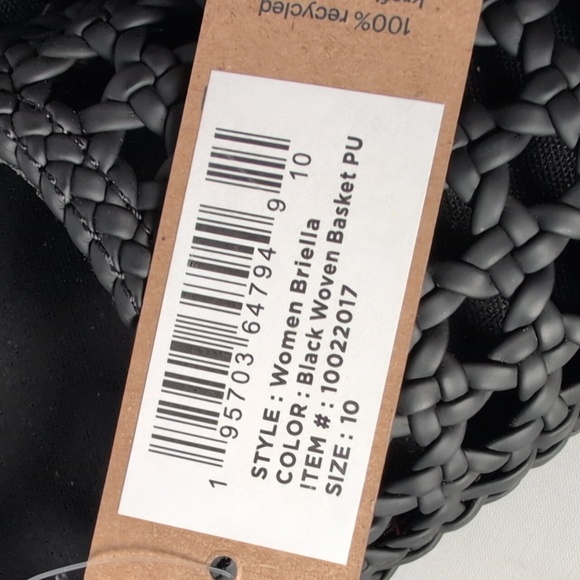 100% recycled
10
1 95703 64794 9
STYLE : Women Briella
COLOR : Black Woven Basket PU
ITEM # : 10022017
SIZE : 10